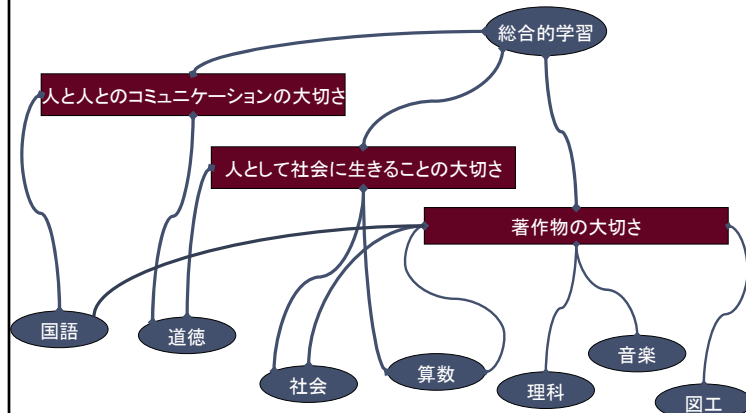 総合的学習
人と人とのコミュニケーションの大切さ
人として社会に生きることの大切さ
著作物の大切さ
国語
道徳
社会
算数
理科
音楽
図工